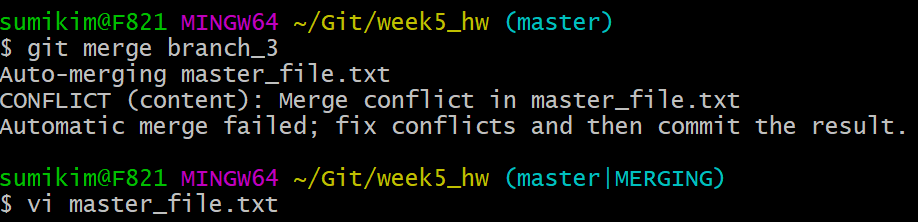 sumikim@F821 MINGW64 ~/Git/week5_hw (master)
$ git merge branch_3
Auto-merging master_file.txt
CONFLICT (content): Merge conflict in master_file.txt
Automatic merge failed; fix conflicts and then commit the result.

sumikim@F821 MINGW64 ~/Git/week5_hw (master|MERGING)
$ vi master_file.txt